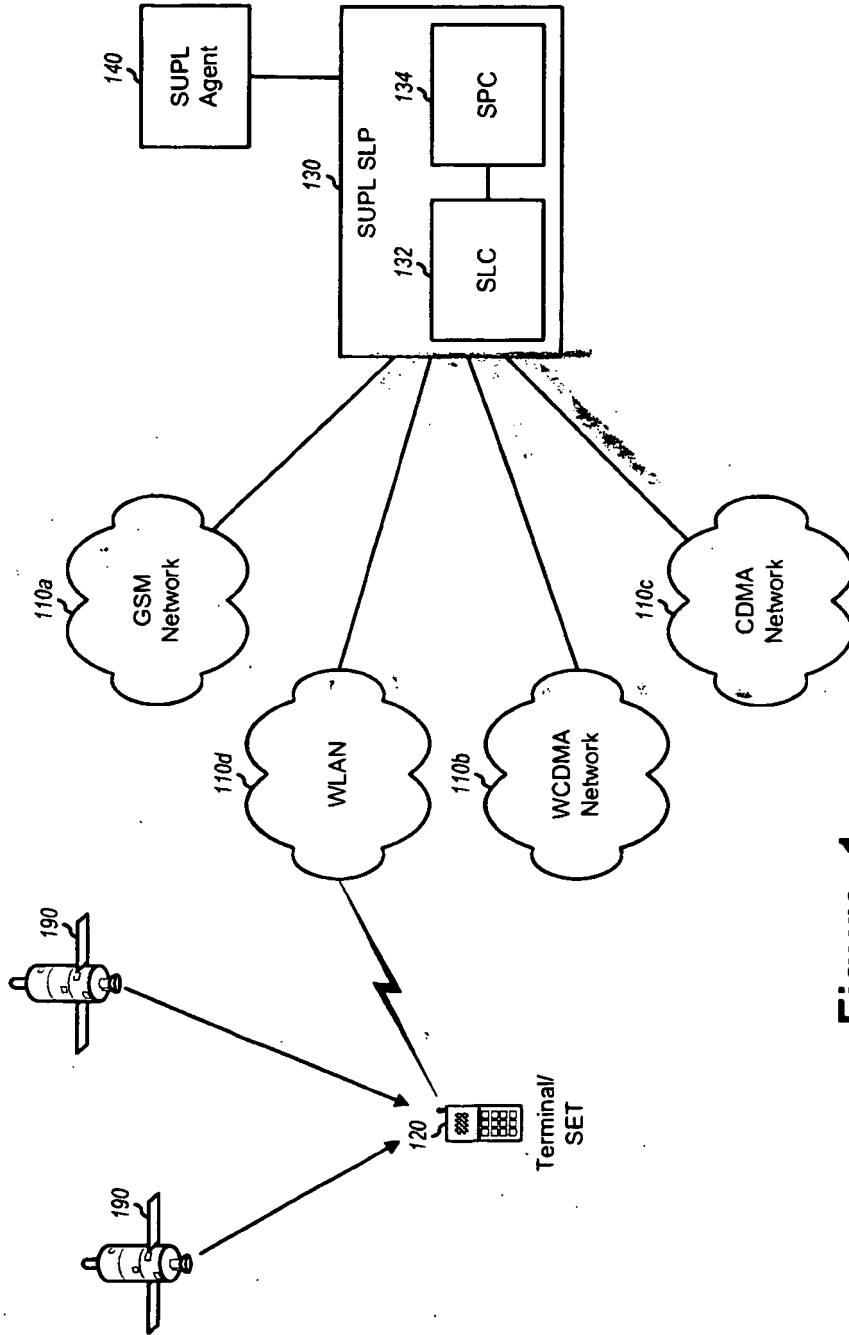 190
190
120
Terminal/
SET
110d
WLAN
110a
GSM
Network
110b
WCDMA
Network
110c
CDMA
Network
140
SUPL
Agent
130
SUPL SLP
132
SLC
134
SPC